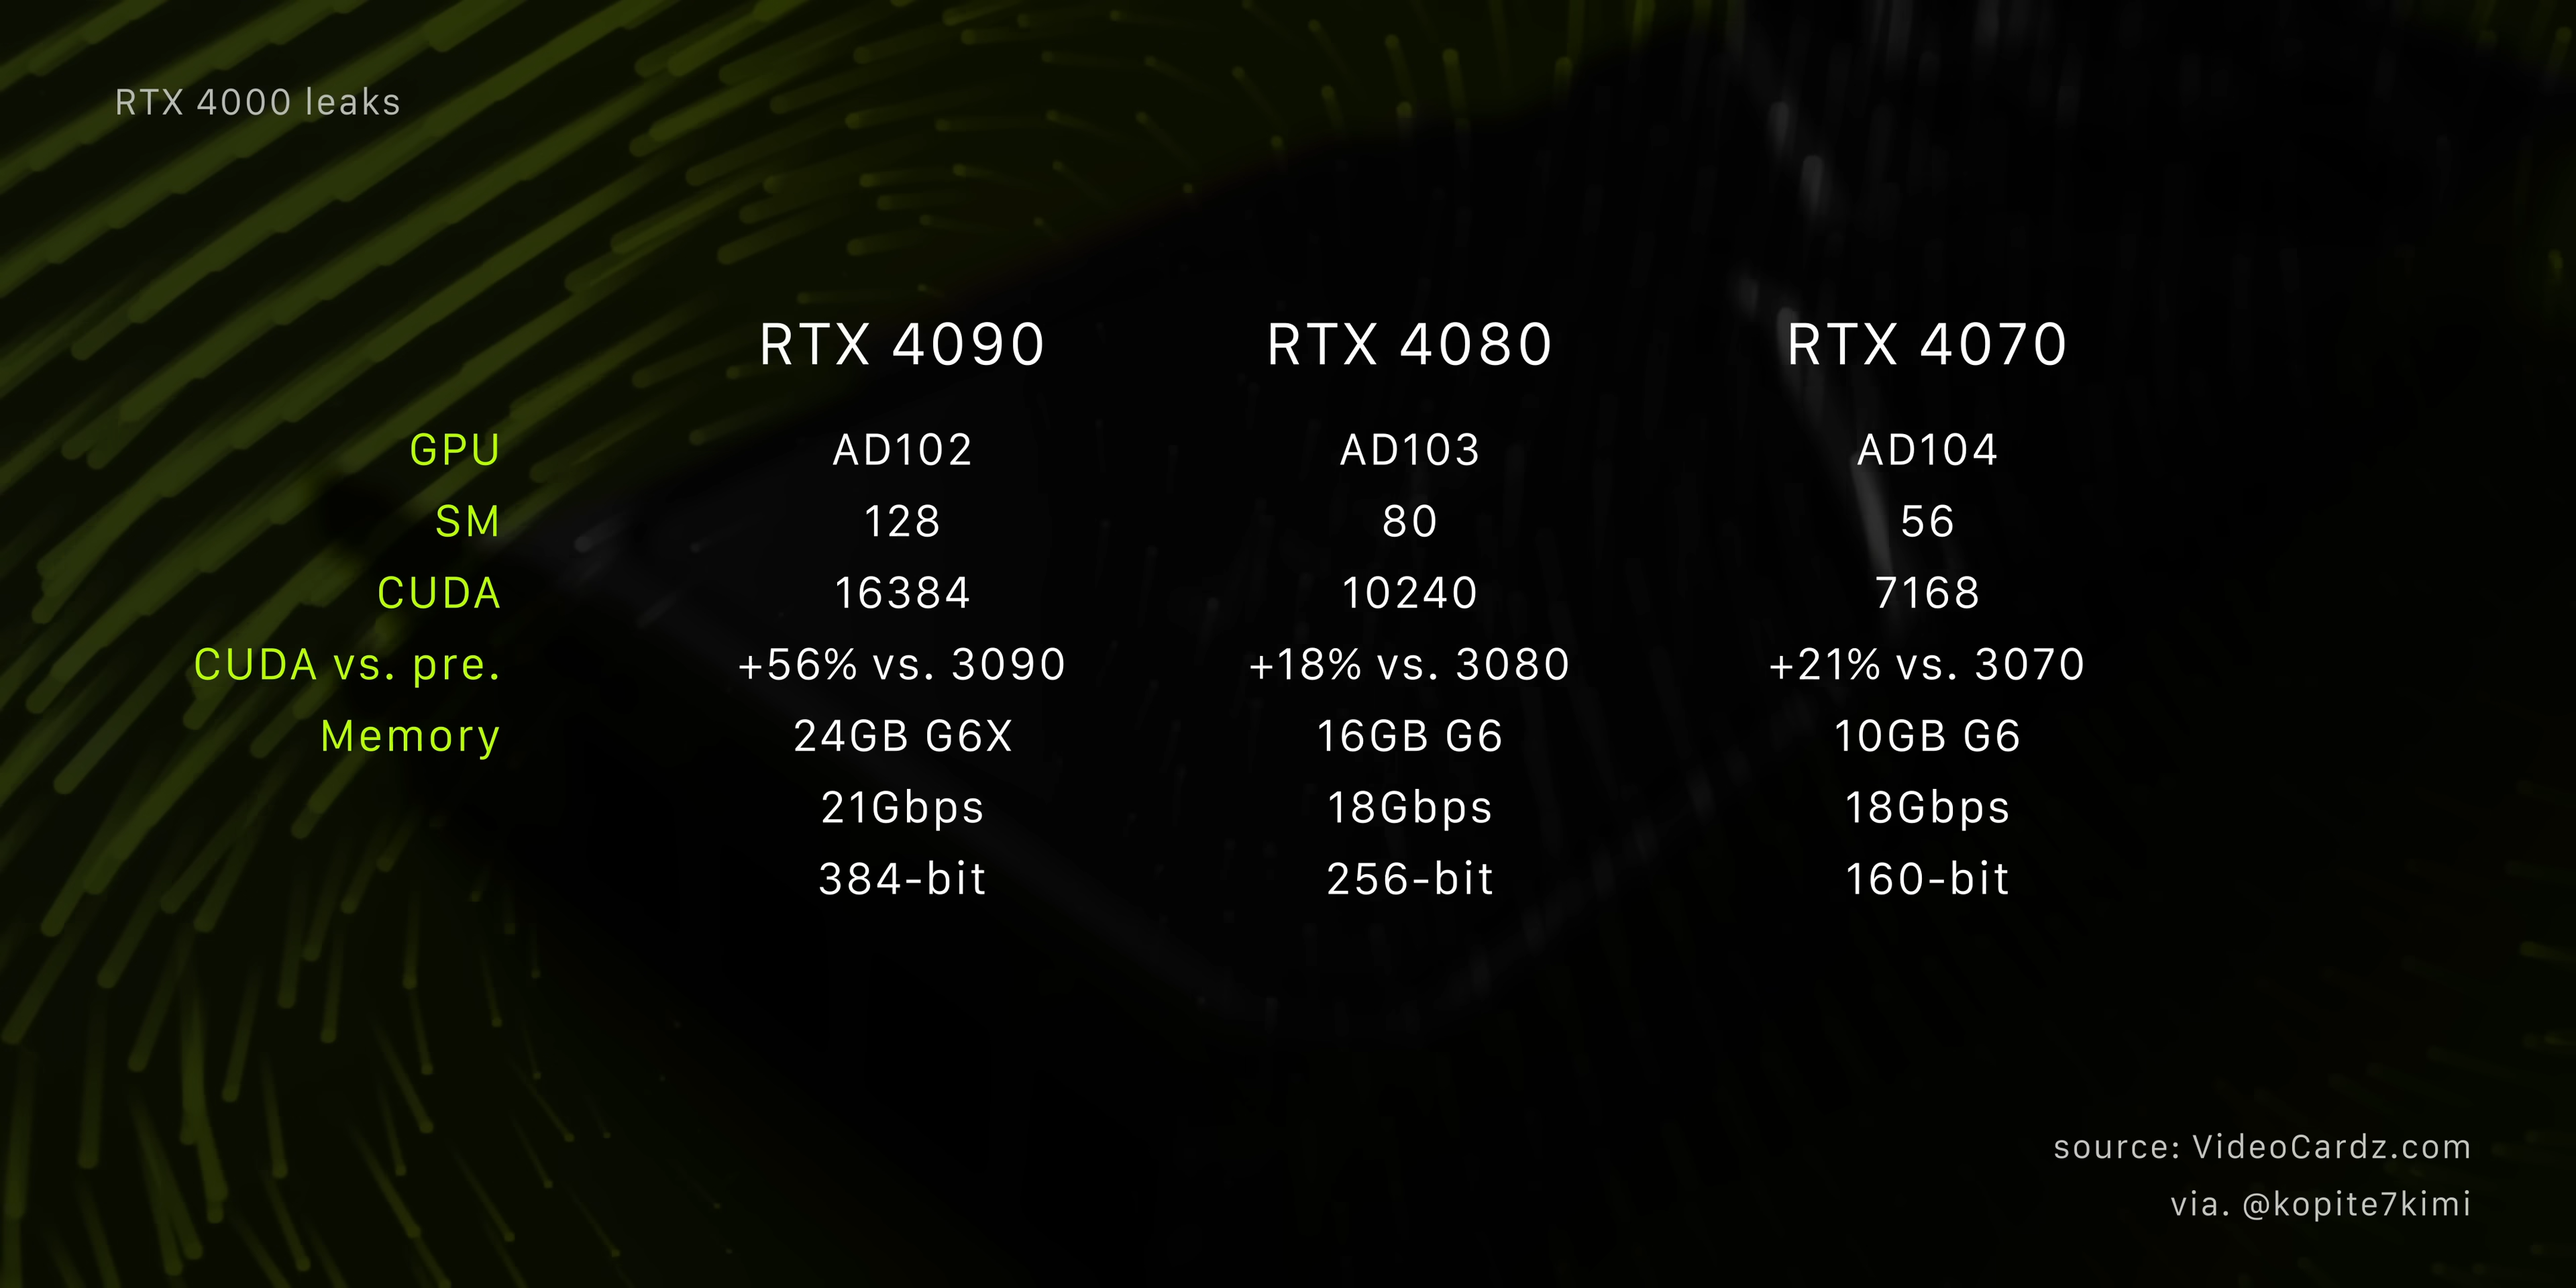 RTX 4000 leaks
RTX 4090 RTX 4080 RTX 4070
GPU AD102 AD103 AD104
SM 128 80 56
CUDA 16384 10240 7168
CUDA vs. pre. +56% vs. 3090 +18% vs. 3080 +21% vs. 3070
Memory 24GB G6X 16GB G6 10GB G6
21Gbps 18Gbps 18Gbps
384-bit 256-bit 160-bit
source: VideoCardz.com
via. @kopite7kimi